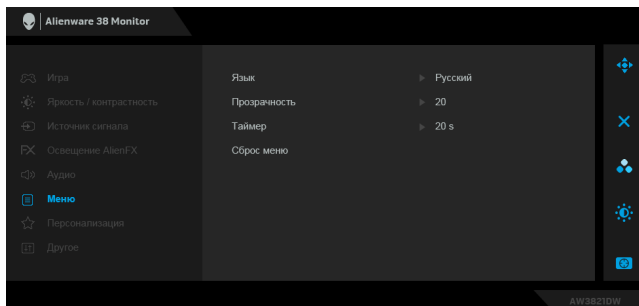 Alienware 38 Monitor
Игра
Яркость / контрастность
Источник сигнала
FX Освещение AlienFX
Аудио
Меню
Персонализация
Другое
Язык Русский
Прозрачность 20
Таймер 20 s
Сброс меню
AW3821DW